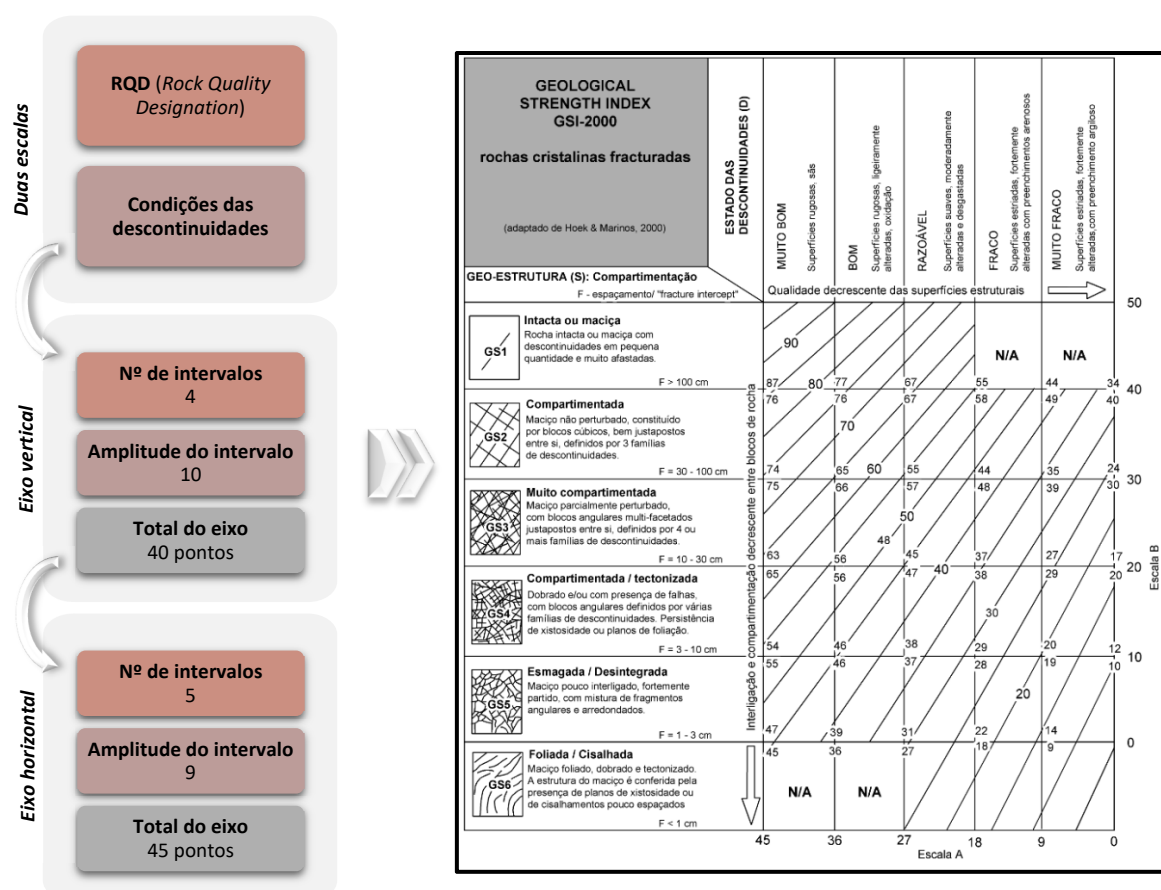 Duas escalas
RQD (Rock Quality
Designation)
Condições das
descontinuidades
Eixo vertical
Nº de intervalos
4
Amplitude do intervalo
10
Total do eixo
40 pontos
Eixo horizontal
Nº de intervalos
5
Amplitude do intervalo
9
Total do eixo
45 pontos
GEOLOGICAL
STRENGTH INDEX
GSI-2000
rochas cristalinas fracturadas
(adaptado de Hoek & Marinos, 2000)
ESTADO DAS
DESCONTINUIDADES (D)
MUITO BOM
Superfícies rugosas, sãs
BOM
Superfícies rugosas, ligeiramente
alteradas, oxidação
RAZOÁVEL
Superfícies suaves, moderadamente
alteradas e desgastadas
FRACO
Superfícies estriadas, fortemente
alteradas com preenchimentos arenosos
MUITO FRACO
Superfícies estriadas, fortemente
alteradas,com preenchimento argiloso
GEO-ESTRUTURA (S): Compartimentação
F - espaçamento/ "fracture intercept"
Qualidade decrescente das superfícies estruturais
50
GS1
Intacta ou maciça
Rocha intacta ou maciça com
descontinuidades em pequena
quantidade e muito afastadas.
F > 100 cm
90
N/A
N/A
87 80 77 67 55 44 34
40
76 76 67 58 49 40
GS2
Compartimentada
Maciço não perturbado, constituído
por blocos cúbicos, bem justapostos
entre si, definidos por 3 famílias
de descontinuidades.
F = 30 - 100 cm
70
74 65 60 55 44 35 24
30
75 66 57 48 39 30
GS3
Muito compartimentada
Maciço parcialmente perturbado,
com blocos angulares multi-facetados
justapostos entre si, definidos por 4 ou
mais famílias de descontinuidades.
F = 10 - 30 cm
50
48
63 56 45 37 27 17
20
65 56 47 40 38 29 20
GS4
Compartimentada / tectonizada
Dobrado e/ou com presença de falhas,
com blocos angulares definidos por várias
famílias de descontinuidades. Persistência
de xistosidade ou planos de foliação.
F = 3 - 10 cm
30
54 46 38 29 20 12
10
55 46 37 28 19 10
GS5
Esmagada / Desintegrada
Maciço pouco interligado, fortemente
partido, com mistura de fragmentos
angulares e arredondados.
F = 1 - 3 cm
20
47 39 31 22 14
0
45 36 27 18 9
GS6
Foliada / Cisalhada
Maciço foliado, dobrado e tectonizado.
A estrutura do maciço é conferida pela
presença de planos de xistosidade ou
de cisalhamentos pouco espaçados
F < 1 cm
N/A
N/A
Interligação e compartimentação decrescente entre blocos de rocha
Escala B
45 36 27 18 9 0
Escala A